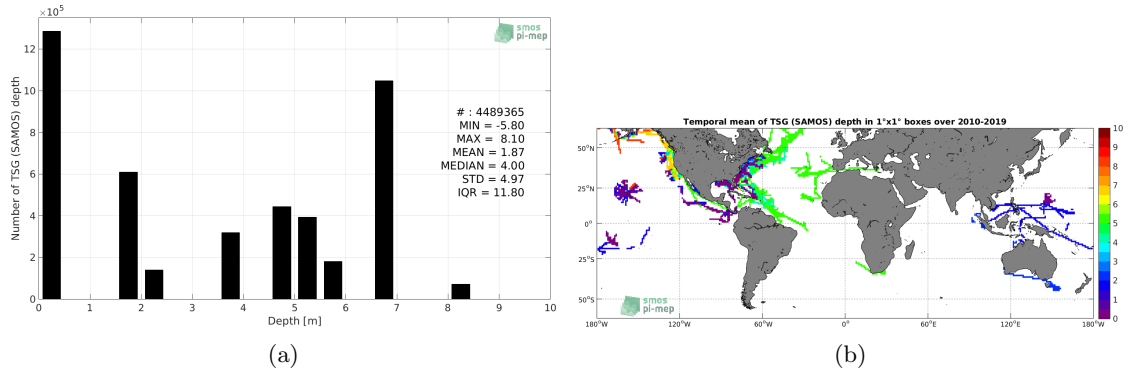 ×10⁵
smos
pi-mep
12
10
8
6
4
2
0
Number of TSG (SAMOS) depth
# : 4489365
MIN = -5.80
MAX = 8.10
MEAN = 1.87
MEDIAN = 4.00
STD = 4.97
IQR = 11.80
0 1 2 3 4 5 6 7 8 9 10
Depth [m]
(a)
Temporal mean of TSG (SAMOS) depth in 1°x1° boxes over 2010-2019
50°N
25°N
0°
25°S
50°S
smos
pi-mep
180°W 120°W 60°W 0° 60°E 120°E 180°W
10
9
8
7
6
5
4
3
2
1
0
(b)